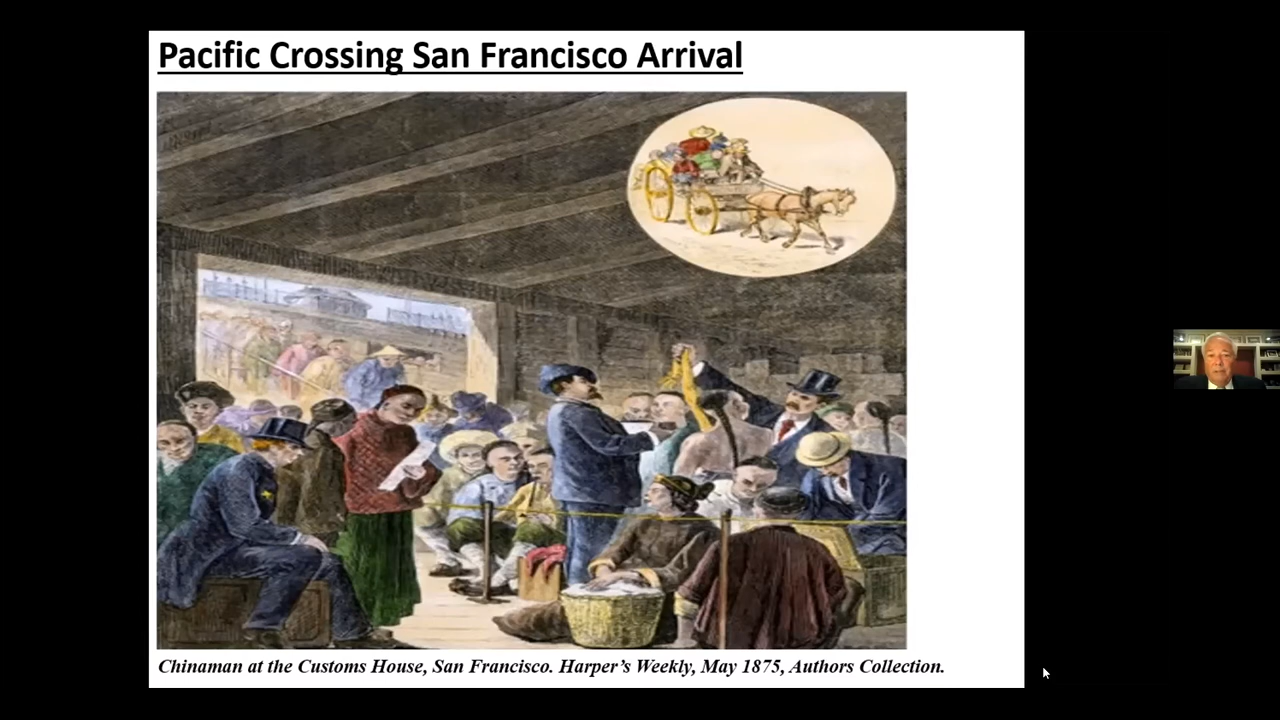 Pacific Crossing San Francisco Arrival
Chinaman at the Customs House, San Francisco. Harper’s Weekly, May 1875, Authors Collection.